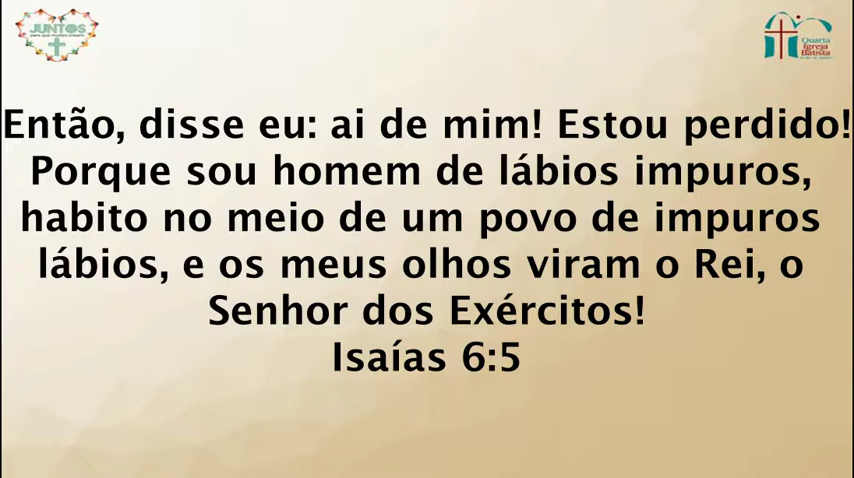 JUNTOS
Quarta
Igreja
Batista
Então, disse eu: ai de mim! Estou perdido!
Porque sou homem de lábios impuros,
habito no meio de um povo de impuros
lábios, e os meus olhos viram o Rei, o
Senhor dos Exércitos!
Isaías 6:5